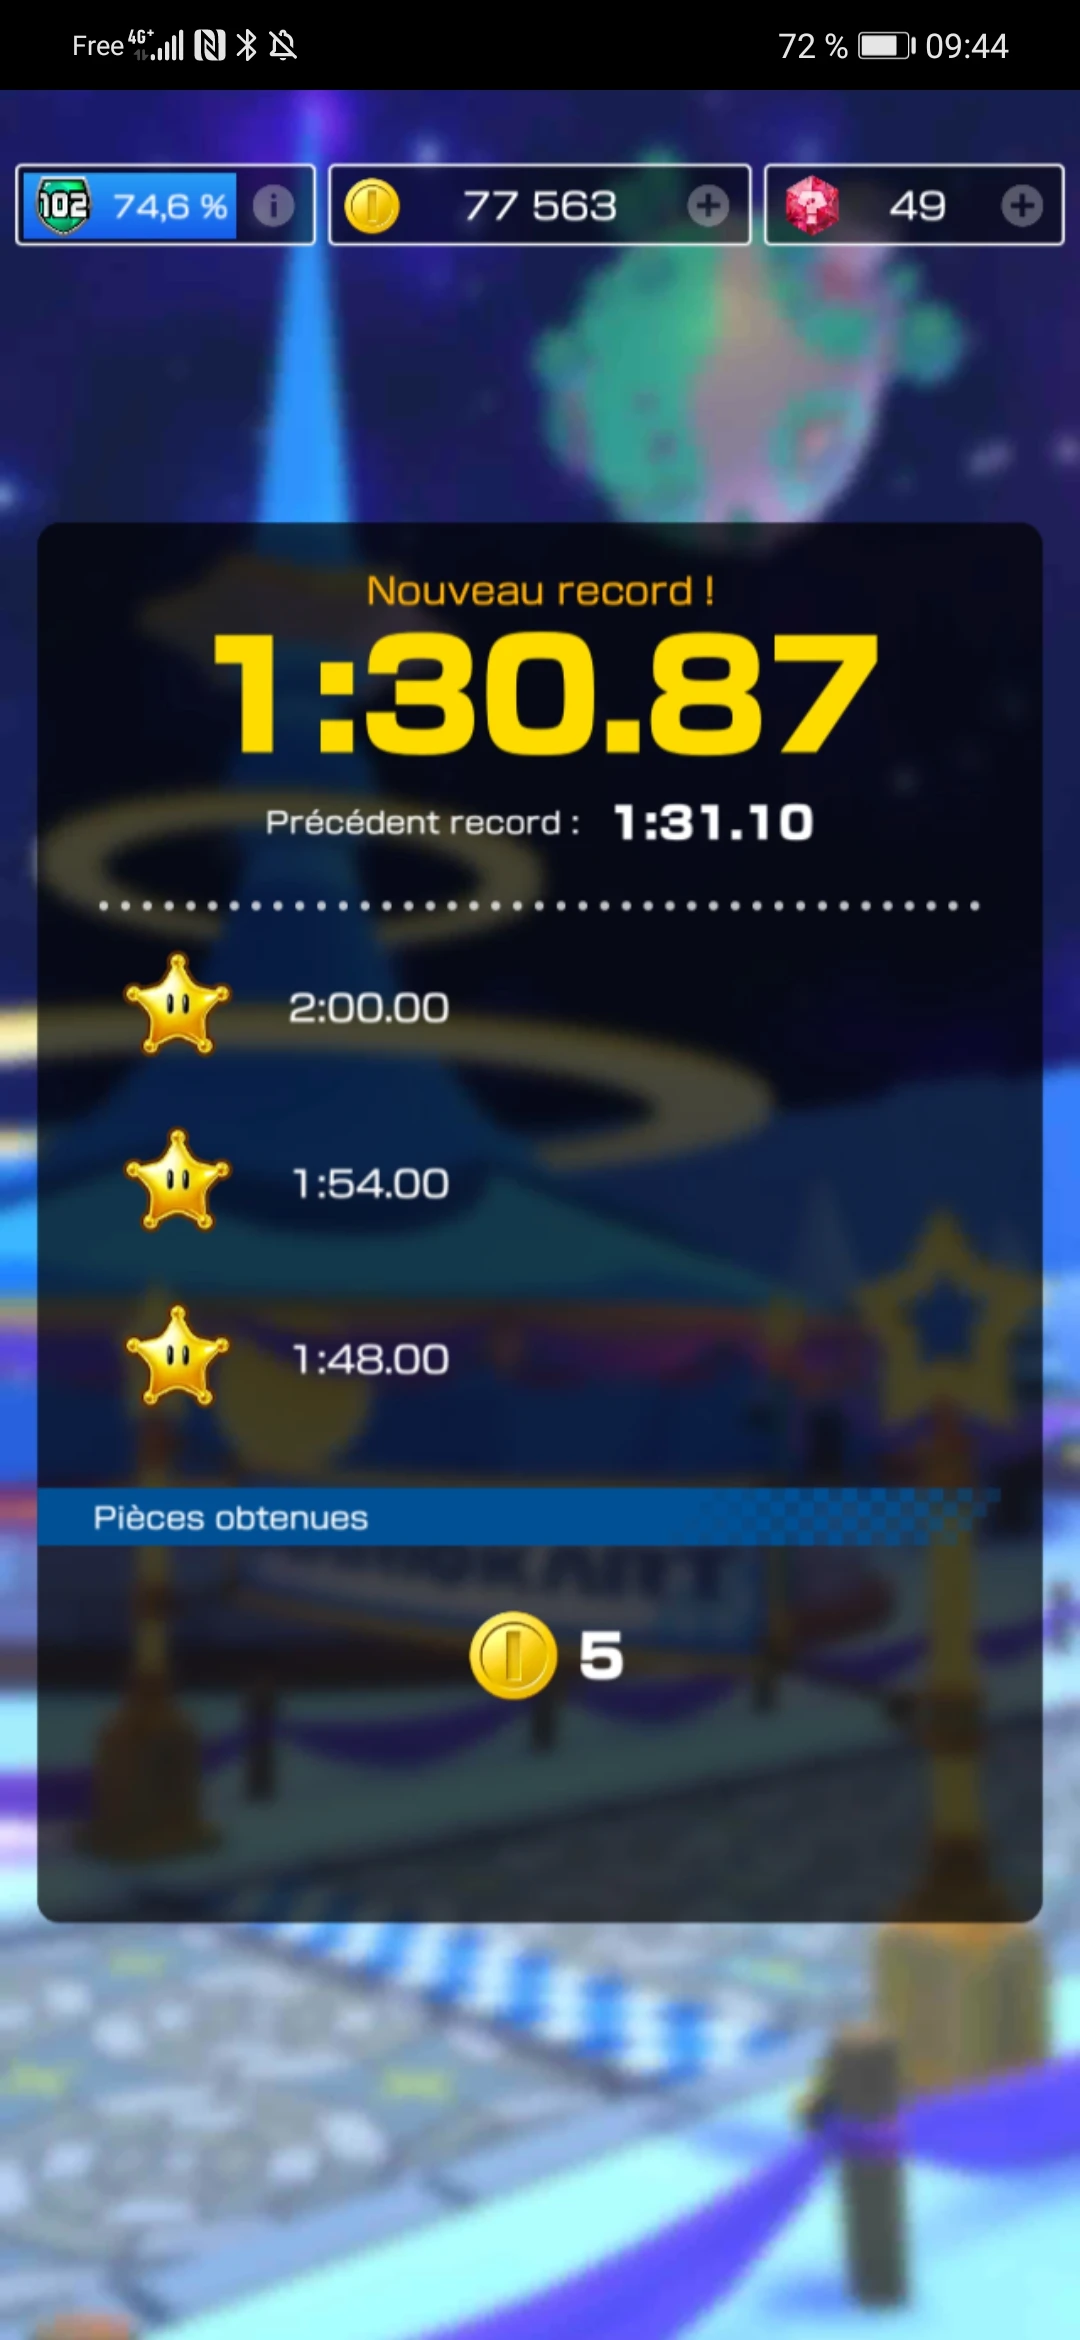 Free 4G+ 72 % 09:44
102 74,6 % 77 563 49
Nouveau record !
1:30.87
Précédent record : 1:31.10
2:00.00
1:54.00
1:48.00
Pièces obtenues
5